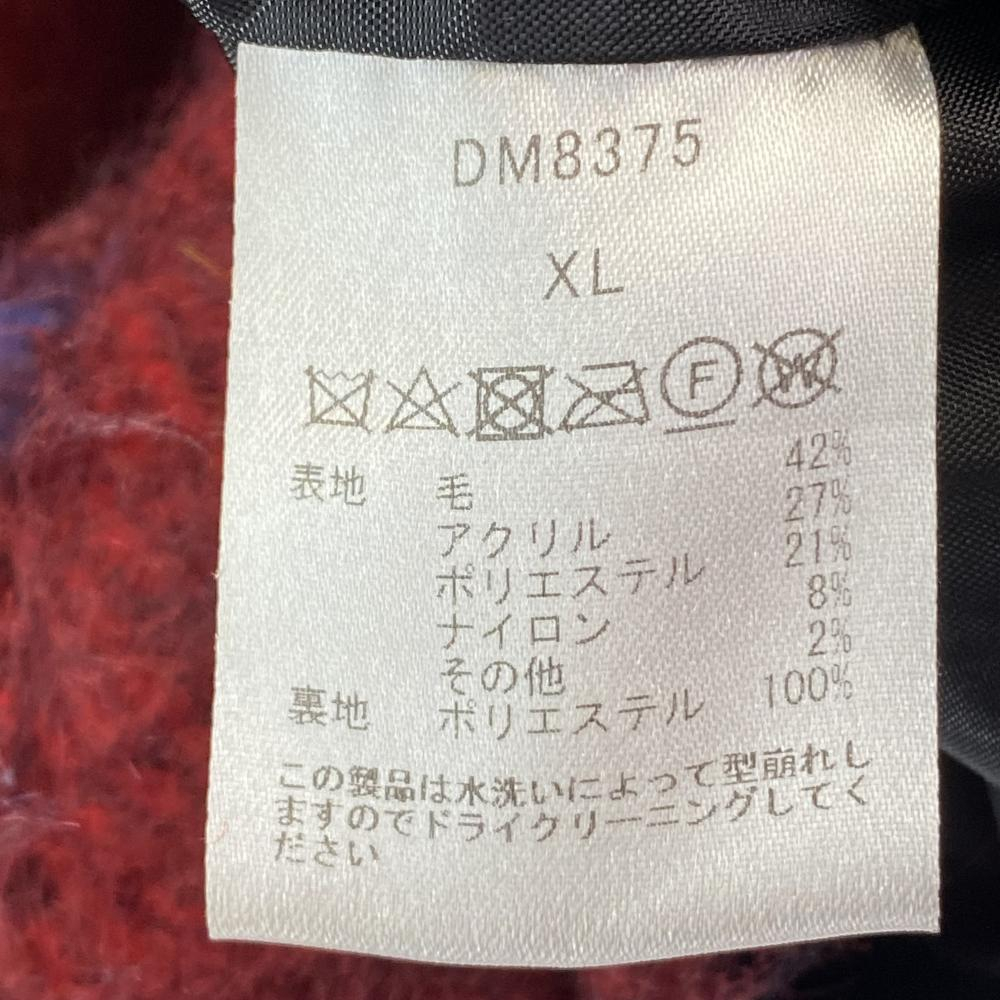 DM8375
XL
F W
表地 毛 42%
アクリル 27%
ポリエステル 21%
ナイロン 8%
その他 2%
裏地 ポリエステル 100%
この製品は水洗いによって型崩れし
ますのでドライクリーニングしてく
ださい